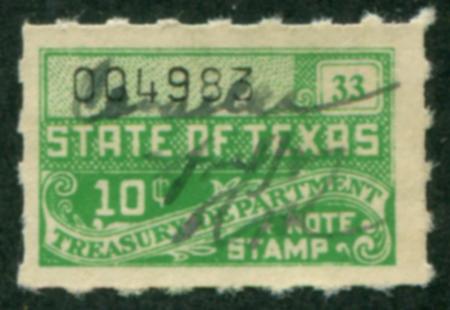 004983
33
STATE OF TEXAS
10¢
TREASURY DEPARTMENT
NOTE
STAMP